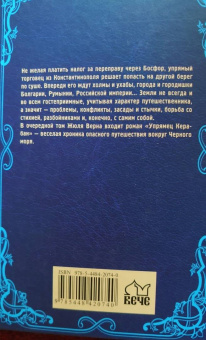 Не желая платить налог за переправу через Босфор, упрямый
торговец из Константинополя решает попасть на другой берег
по суше. Впереди его ждут холмы и ухабы, города и городишки
Болгарии, Румынии, Российской империи... Земли не всегда и
во всем гостеприимные, учитывая характер путешественника,
а значит – проблемы, конфликты, засады и стычки, борьба со
стихией, разбойниками и, конечно, с самим собой.
В очередной том Жюля Верна входит роман «Упрямец Кера-
бан» – веселая хроника опасного путешествия вокруг Черного
моря.
ВЕЧЕ